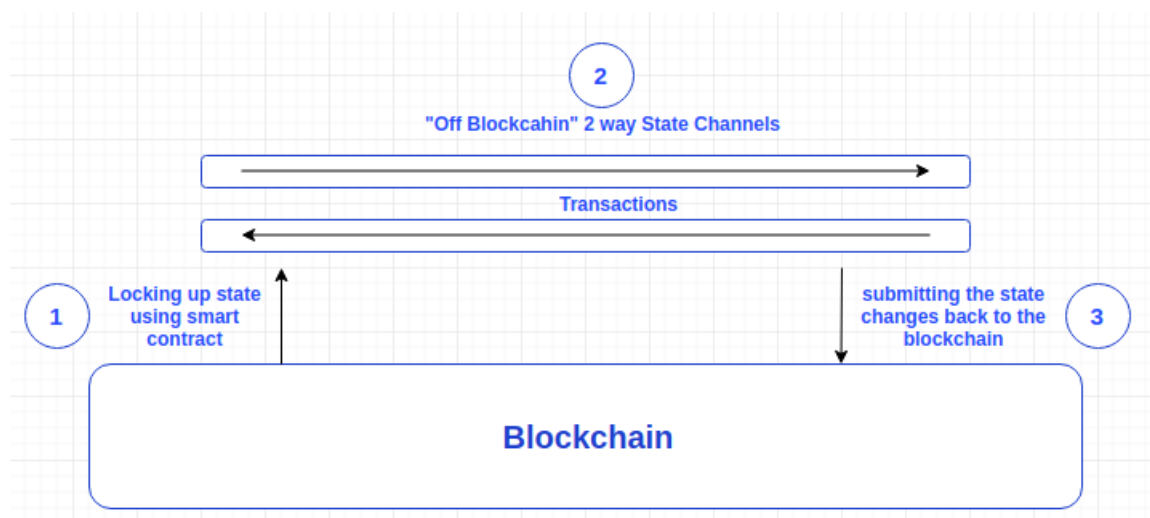 2
"Off Blockcahin" 2 way State Channels
Transactions
1
Locking up state
using smart
contract
submitting the state
changes back to the
blockchain
3
Blockchain